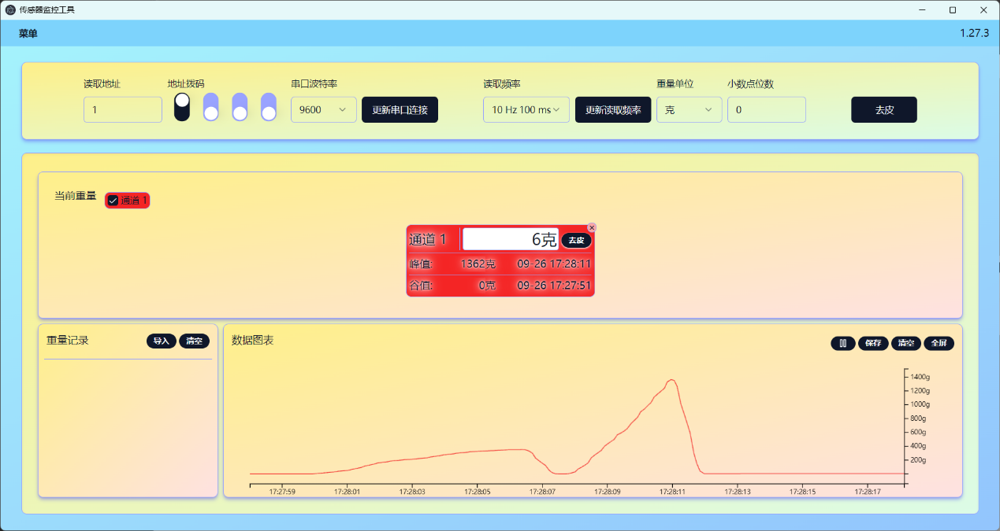 传感器监控工具
菜单 1.27.3
读取地址 地址拨码 串口波特率 读取频率 重量单位 小数点位数
1 9600 更新串口连接 10 Hz 100 ms 更新读取频率 克 0 去皮
当前重量 通道 1
通道 1 6克 去皮
峰值: 1362克 09-26 17:28:11
谷值: 0克 09-26 17:27:51
重量记录 导入 清空
数据图表 保存 清空 全屏
1400g
1200g
1000g
800g
600g
400g
200g
17:27:59 17:28:01 17:28:03 17:28:05 17:28:07 17:28:09 17:28:11 17:28:13 17:28:15 17:28:17